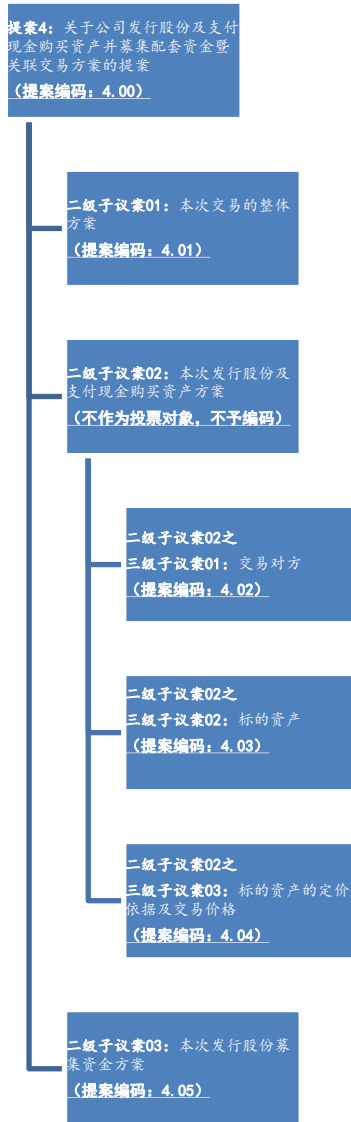 提案4：关于公司发行股份及支付
现金购买资产并募集配套资金暨
关联交易方案的提案
（提案编码：4.00）
二级子议案01：本次交易的整体
方案
（提案编码：4.01）
二级子议案02：本次发行股份及
支付现金购买资产方案
（不作为投票对象，不予编码）
二级子议案02之
三级子议案01：交易对方
（提案编码：4.02）
二级子议案02之
三级子议案02：标的资产
（提案编码：4.03）
二级子议案02之
三级子议案03：标的资产的定价
依据及交易价格
（提案编码：4.04）
二级子议案03：本次发行股份募
集资金方案
（提案编码：4.05）